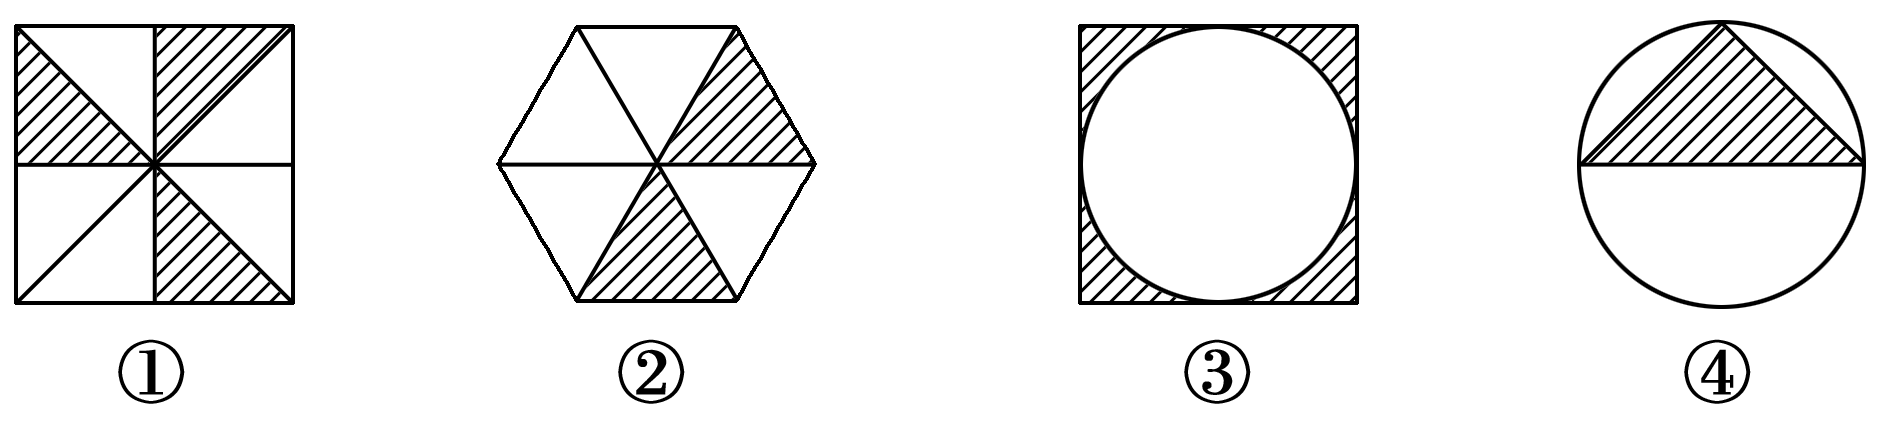 ① ② ③ ④